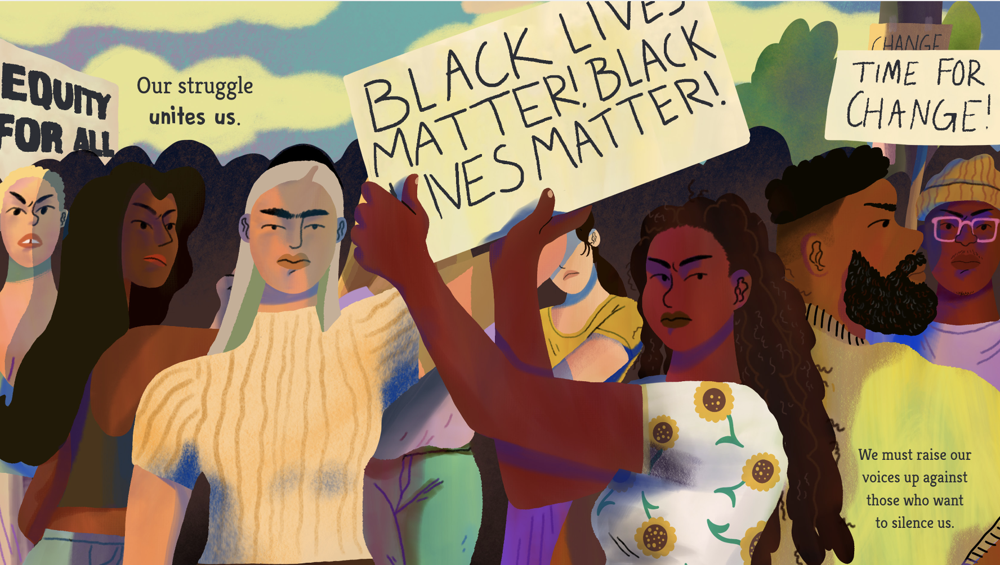 EQUITY
FOR ALL
Our struggle
unites us.
BLACK LIVES
MATTER! BLACK
LIVES MATTER!
CHANGE
TIME FOR
CHANGE!
We must raise our
voices up against
those who want
to silence us.